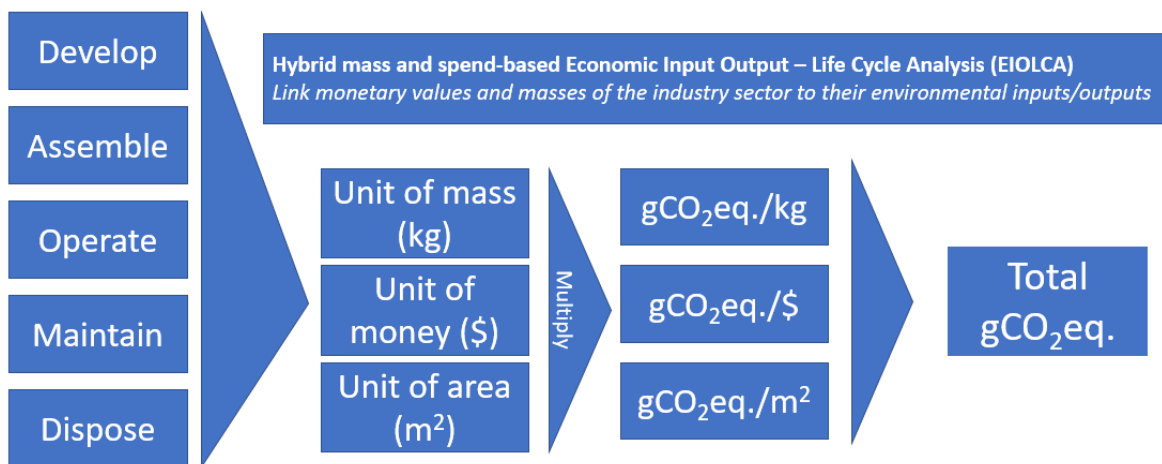 Develop
Assemble
Operate
Maintain
Dispose
Hybrid mass and spend-based Economic Input Output – Life Cycle Analysis (EIOLCA)
Link monetary values and masses of the industry sector to their environmental inputs/outputs
Unit of mass
(kg)
Unit of
money ($)
Unit of area
(m²)
Multiply
gCO₂eq./kg
gCO₂eq./$
gCO₂eq./m²
Total
gCO₂eq.